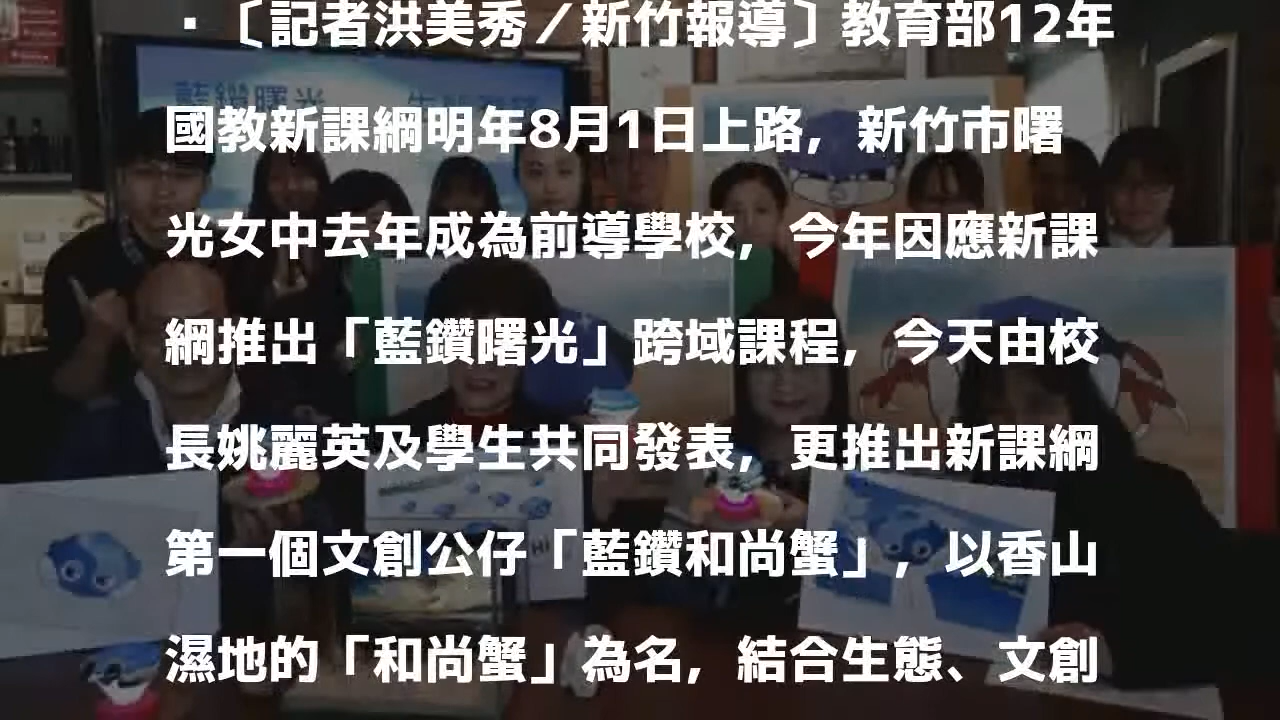 ▪〔記者洪美秀／新竹報導〕教育部12年
國教新課綱明年8月1日上路，新竹市曙
光女中去年成為前導學校，今年因應新課
綱推出「藍鑽曙光」跨域課程，今天由校
長姚麗英及學生共同發表，更推出新課綱
第一個文創公仔「藍鑽和尚蟹」，以香山
濕地的「和尚蟹」為名，結合生態、文創
藍鑽曙光